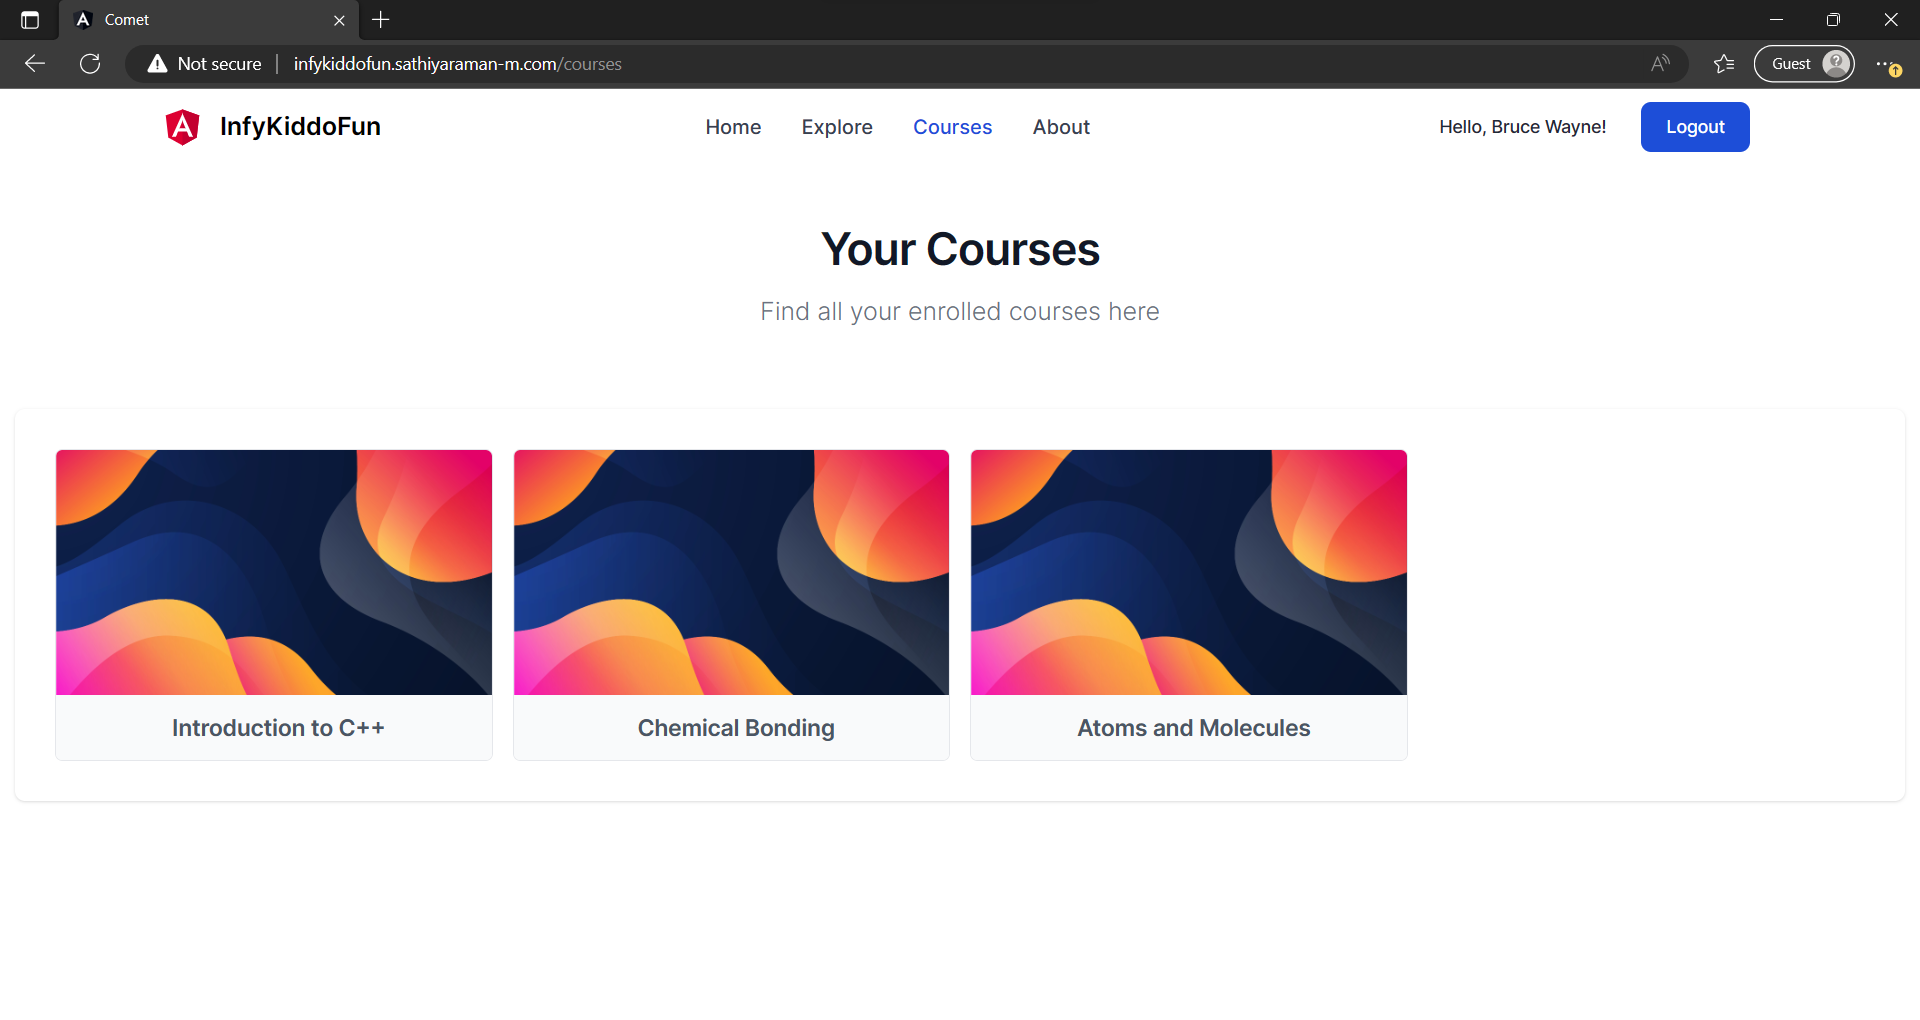 Comet
Not secure infykiddofun.sathiyaraman-m.com/courses Guest
InfyKiddoFun Home Explore Courses About Hello, Bruce Wayne! Logout
Your Courses
Find all your enrolled courses here
Introduction to C++ Chemical Bonding Atoms and Molecules